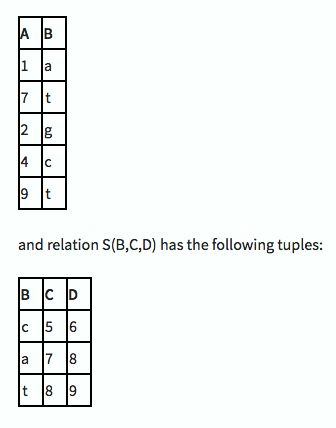 A B
1 a
7 t
2 g
4 c
9 t
and relation S(B,C,D) has the following tuples:
B C D
c 5 6
a 7 8
t 8 9